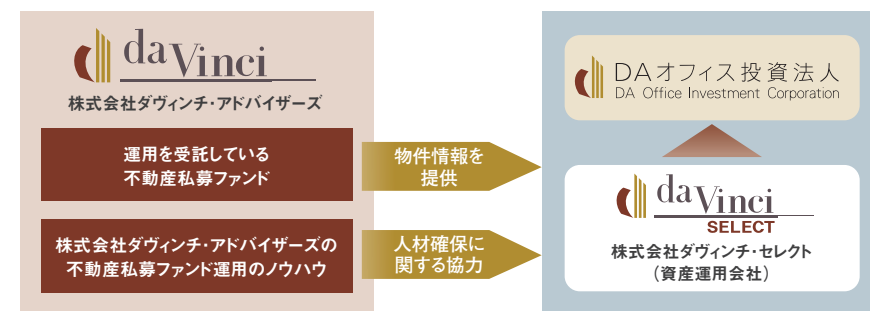 da Vinci
株式会社ダヴィンチ・アドバイザーズ
運用を受託している
不動産私募ファンド
株式会社ダヴィンチ・アドバイザーズの
不動産私募ファンド運用のノウハウ
物件情報を
提供
人材確保に
関する協力
DAオフィス投資法人
DA Office Investment Corporation
da Vinci
SELECT
株式会社ダヴィンチ・セレクト
(資産運用会社)